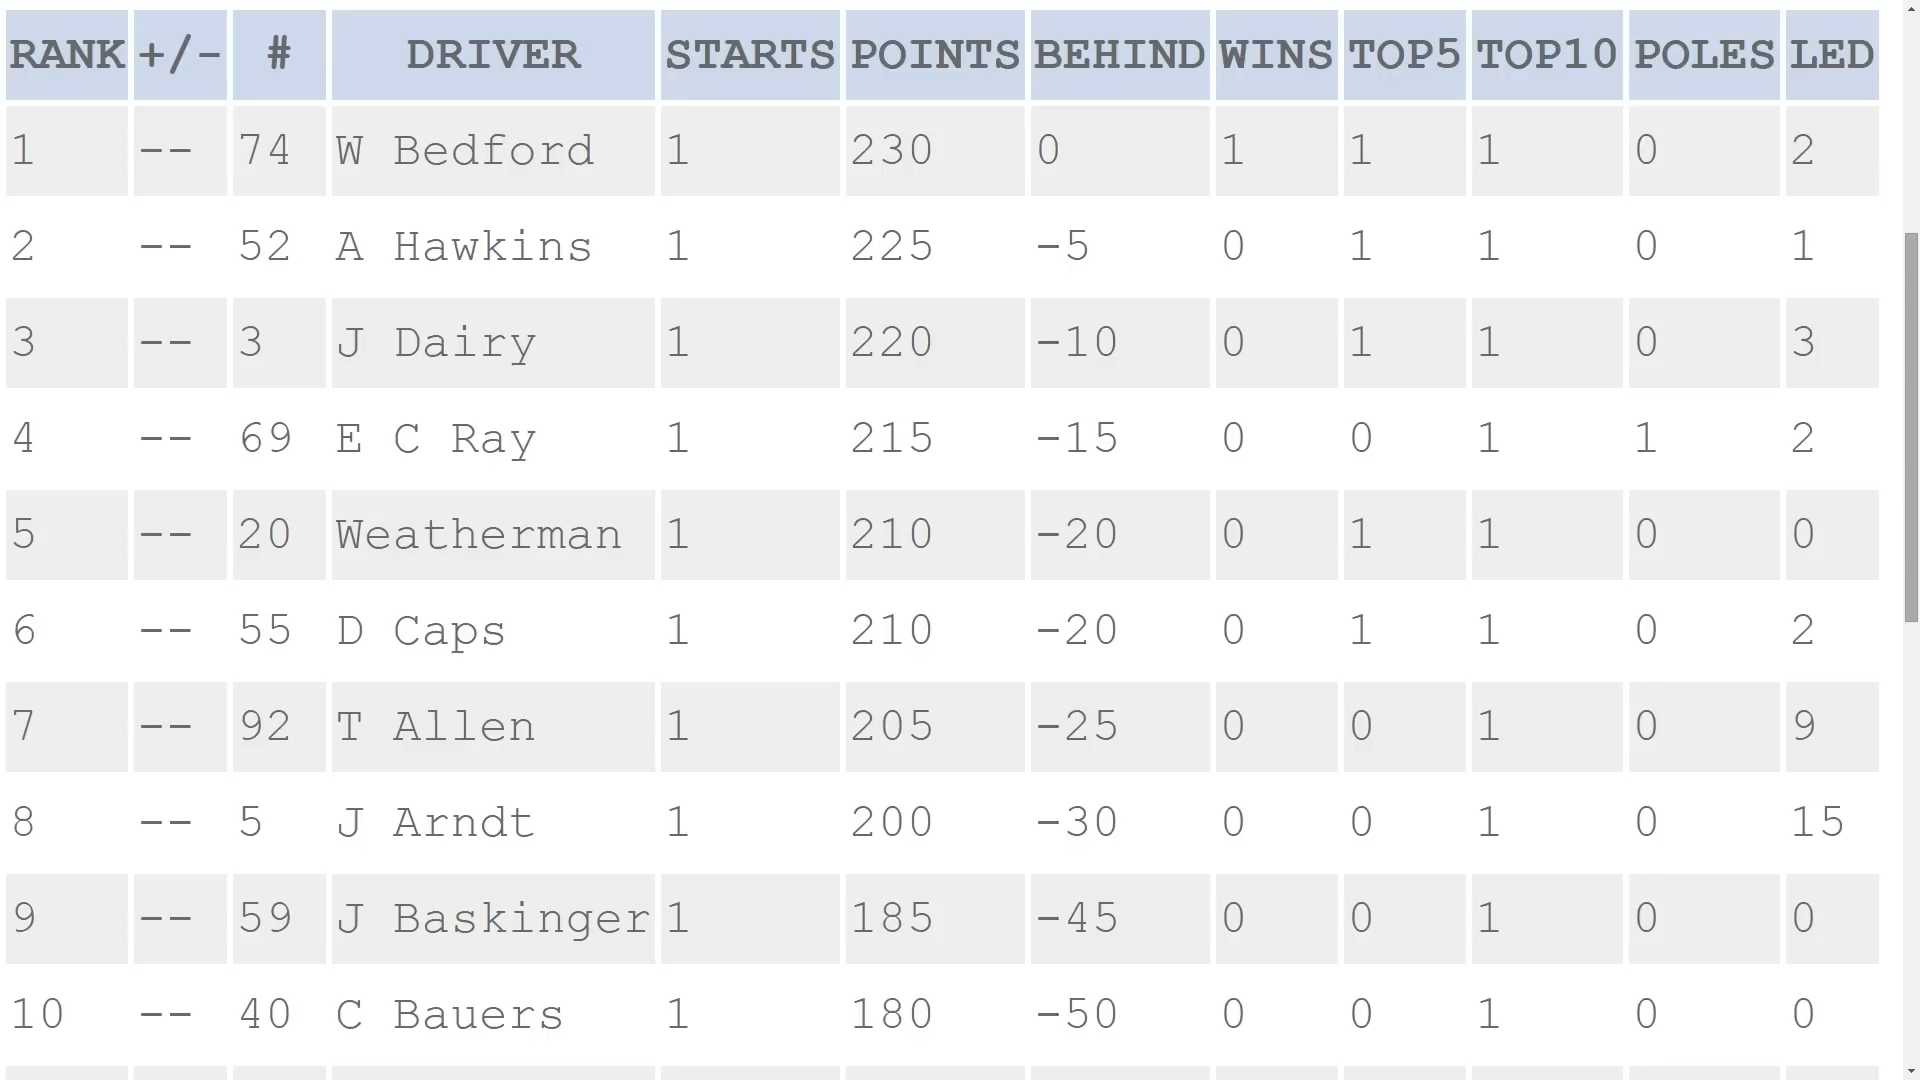 RANK +/- # DRIVER STARTS POINTS BEHIND WINS TOP5 TOP10 POLES LED
1 -- 74 W Bedford 1 230 0 1 1 1 0 2
2 -- 52 A Hawkins 1 225 -5 0 1 1 0 1
3 -- 3 J Dairy 1 220 -10 0 1 1 0 3
4 -- 69 E C Ray 1 215 -15 0 0 1 1 2
5 -- 20 Weatherman 1 210 -20 0 1 1 0 0
6 -- 55 D Caps 1 210 -20 0 1 1 0 2
7 -- 92 T Allen 1 205 -25 0 0 1 0 9
8 -- 5 J Arndt 1 200 -30 0 0 1 0 15
9 -- 59 J Baskinger 1 185 -45 0 0 1 0 0
10 -- 40 C Bauers 1 180 -50 0 0 1 0 0